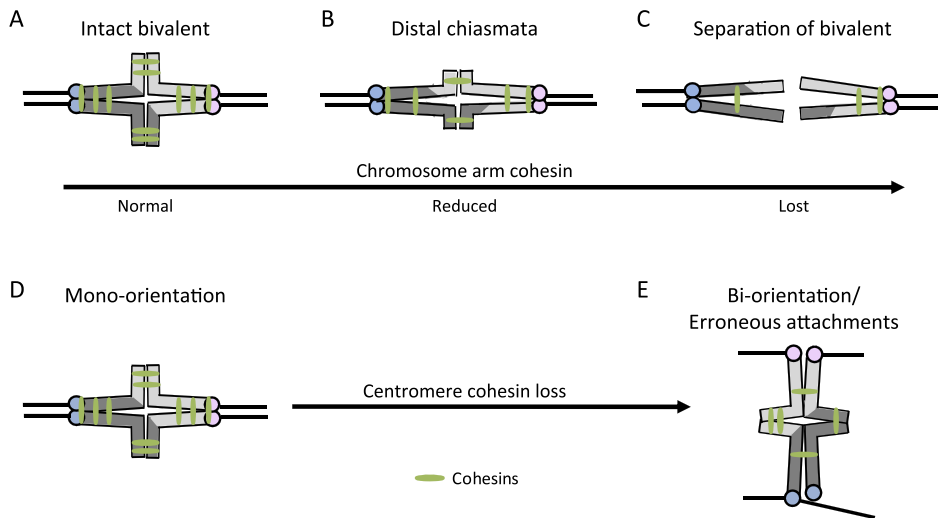 A
Intact bivalent
B
Distal chiasmata
C
Separation of bivalent
Chromosome arm cohesin
Normal
Reduced
Lost
D
Mono-orientation
E
Bi-orientation/
Erroneous attachments
Centromere cohesin loss
Cohesins